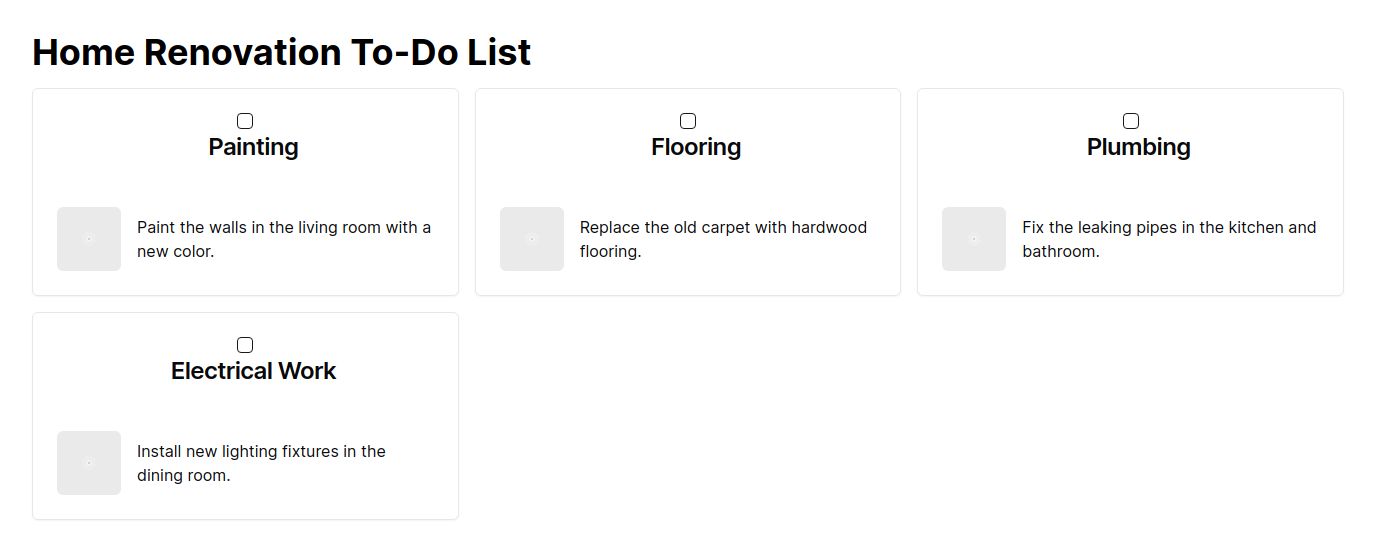 Home Renovation To-Do List
Painting
Paint the walls in the living room with a
new color.
Flooring
Replace the old carpet with hardwood
flooring.
Plumbing
Fix the leaking pipes in the kitchen and
bathroom.
Electrical Work
Install new lighting fixtures in the
dining room.